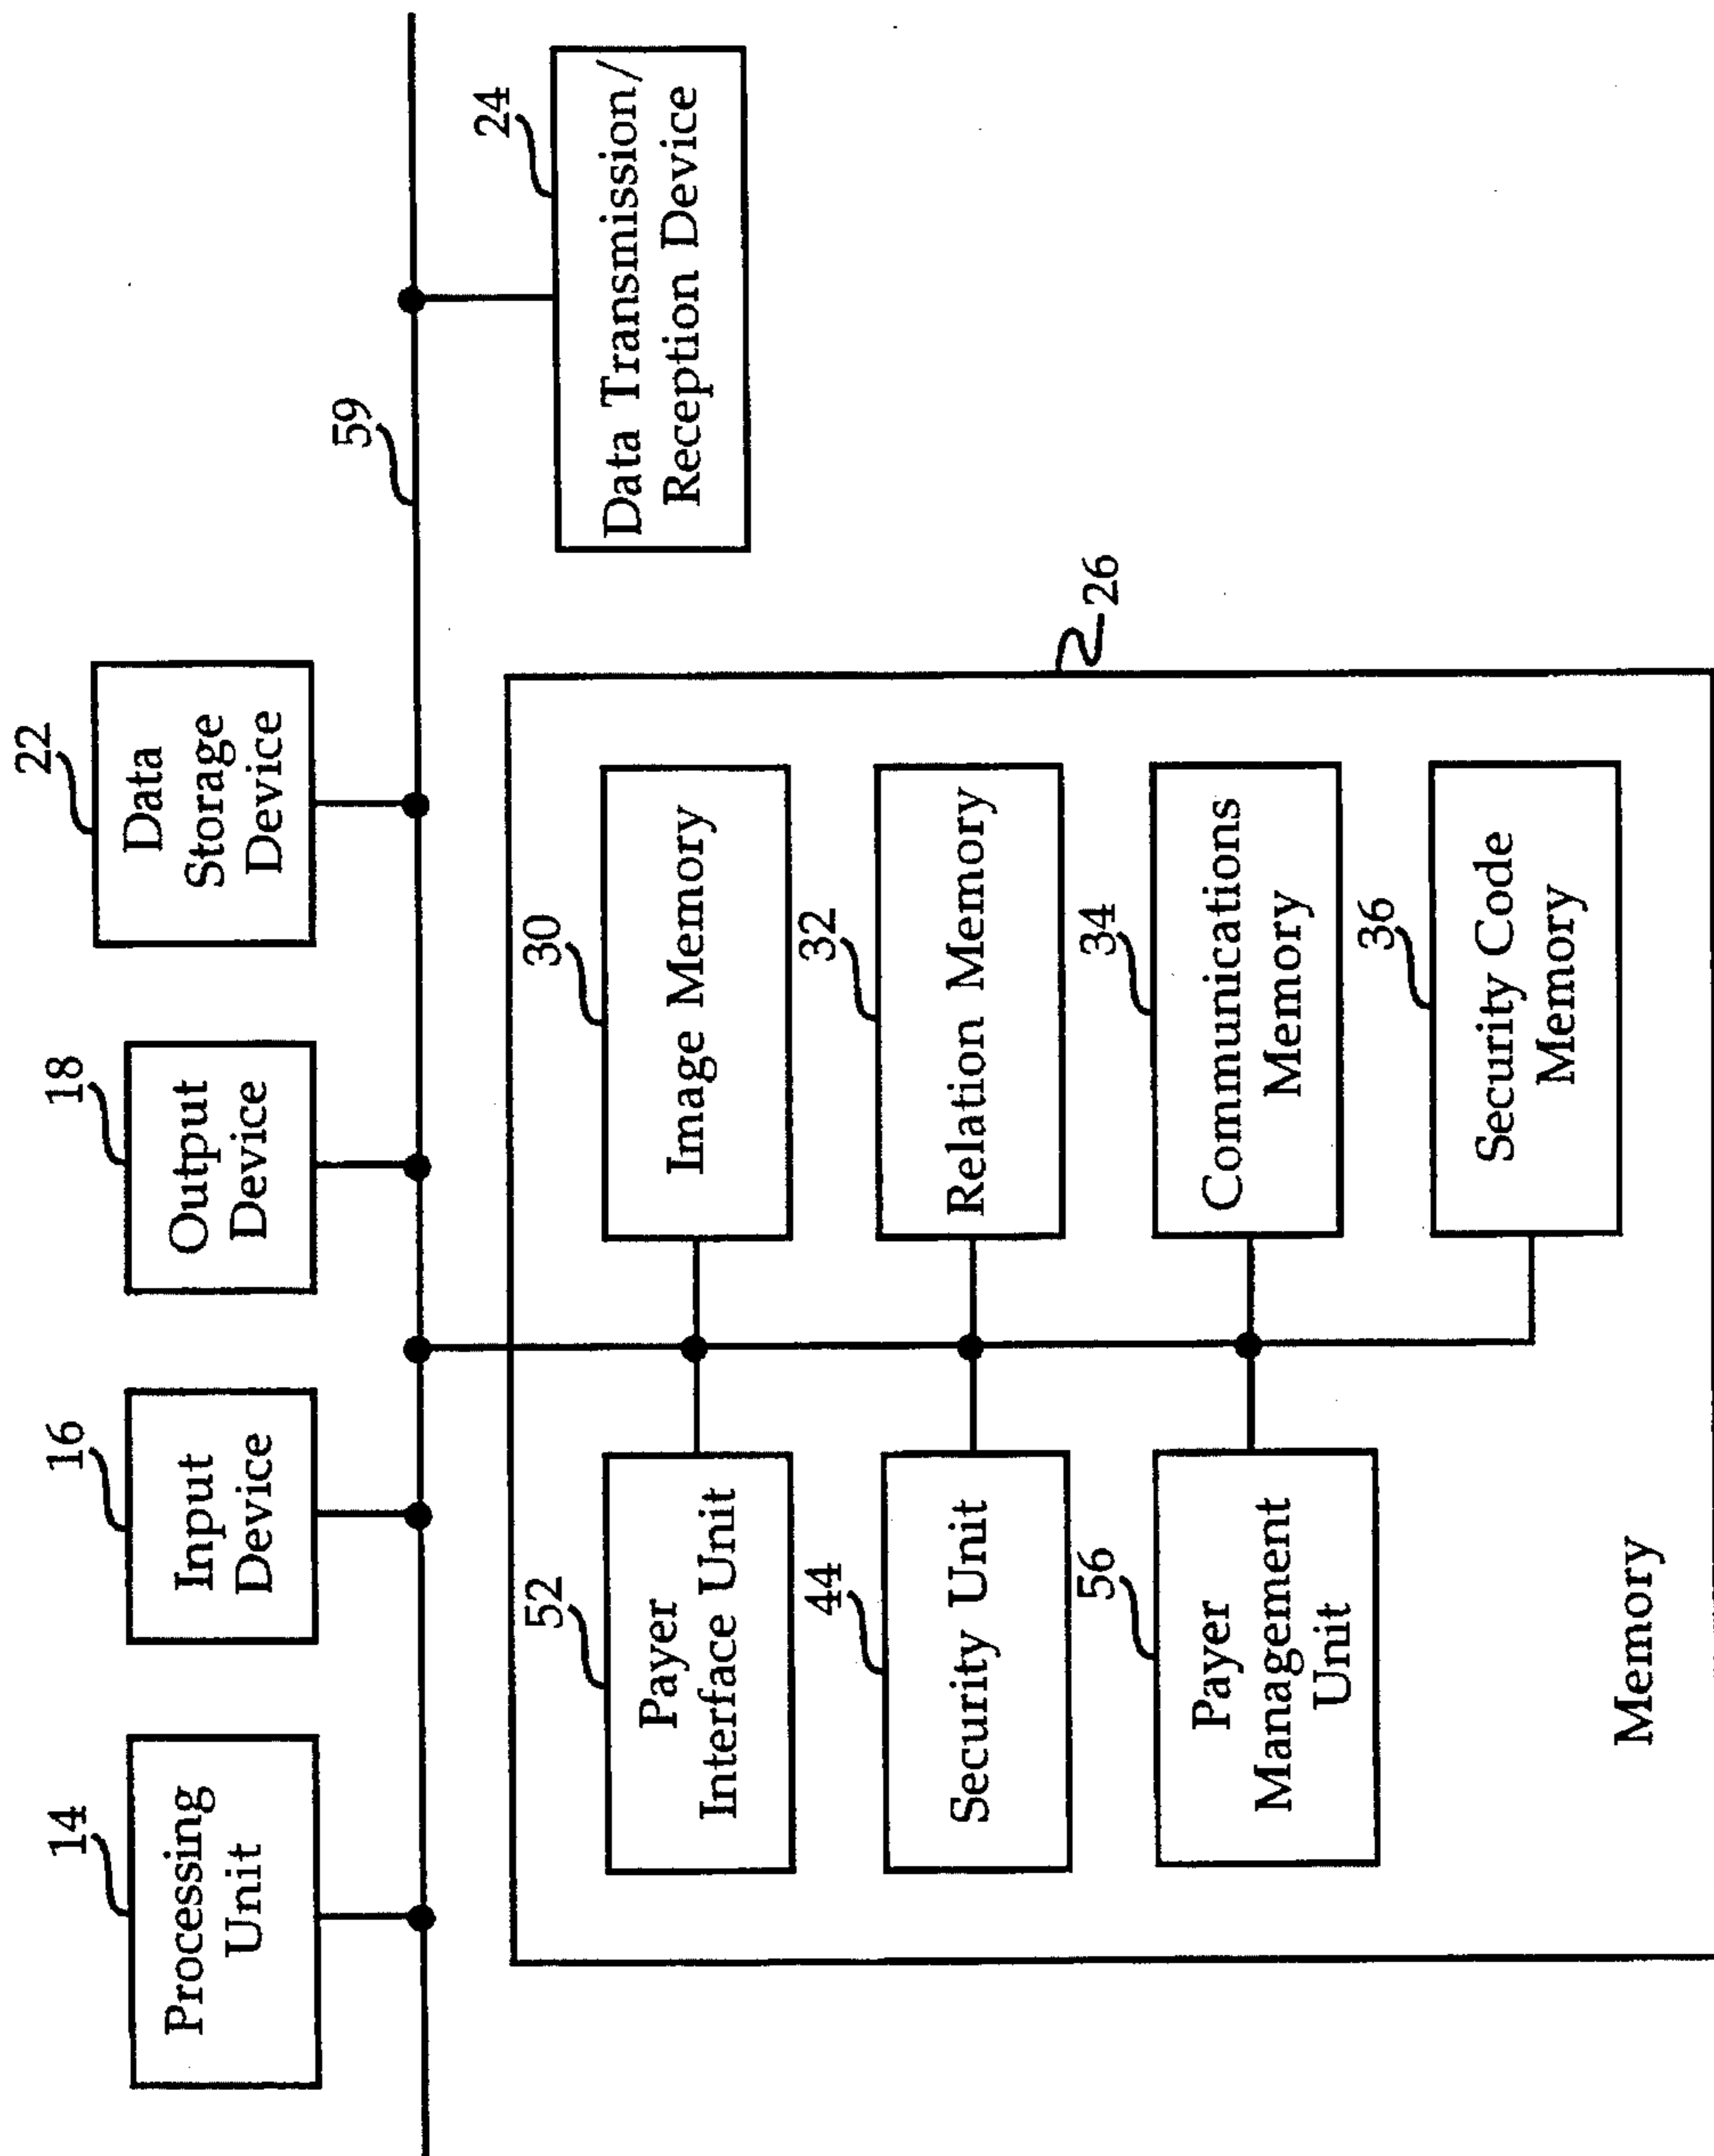 14
Processing
Unit
16
Input
Device
18
Output
Device
22
Data
Storage
Device
59
24
Data Transmission/
Reception Device
26
52
Payer
Interface Unit
30
Image Memory
44
Security Unit
32
Relation Memory
56
Payer
Management
Unit
34
Communications
Memory
36
Security Code
Memory
Memory